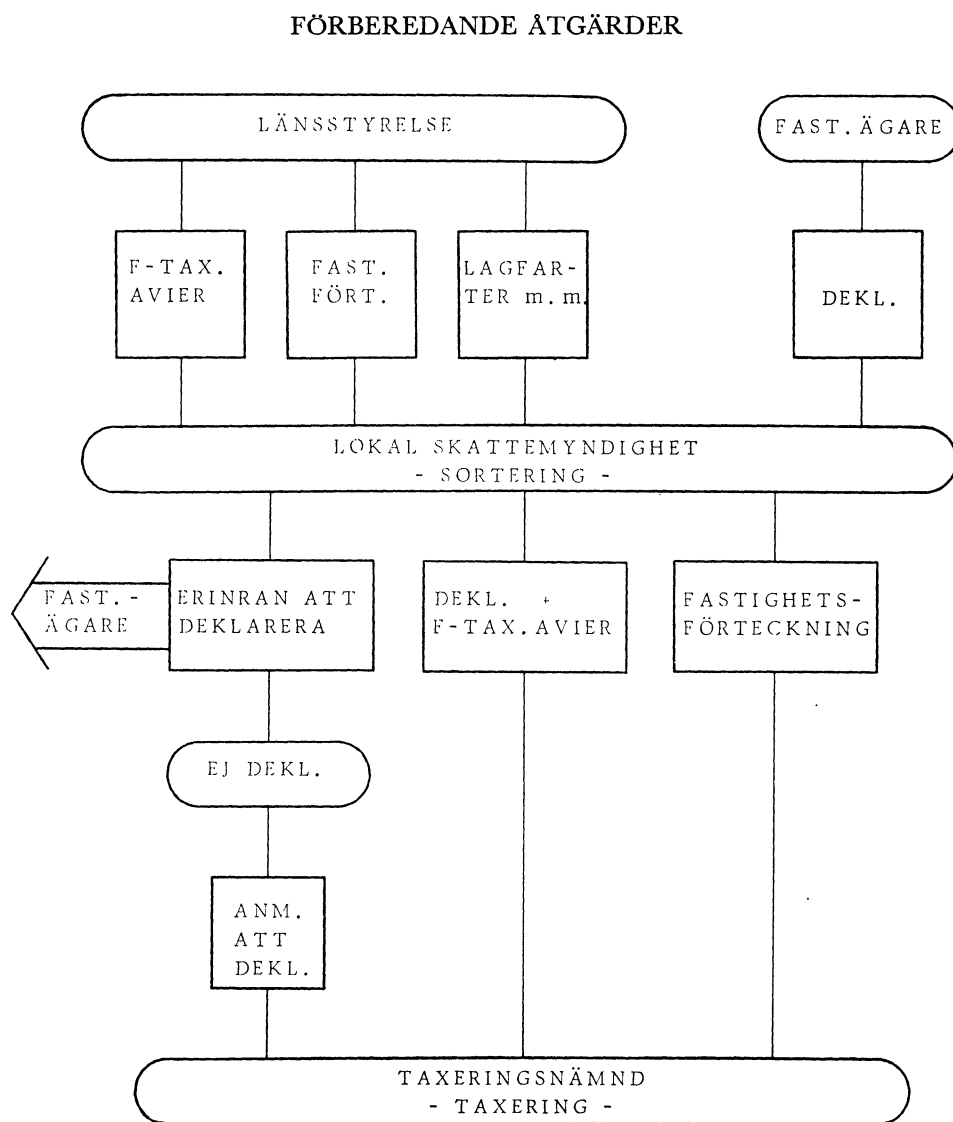 FÖRBEREDANDE ÅTGÄRDER
LÄNSSTYRELSE
FAST. ÄGARE
F-TAX.
AVIER
FAST.
FÖRT.
LAGFAR-
TER m.m.
DEKL.
LOKAL SKATTEMYNDIGHET
- SORTERING -
FAST.-
ÄGARE
ERINRAN ATT
DEKLARERA
DEKL. +
F-TAX.AVIER
FASTIGHETS-
FÖRTECKNING
EJ DEKL.
ANM.
ATT
DEKL.
TAXERINGSNÄMND
- TAXERING -